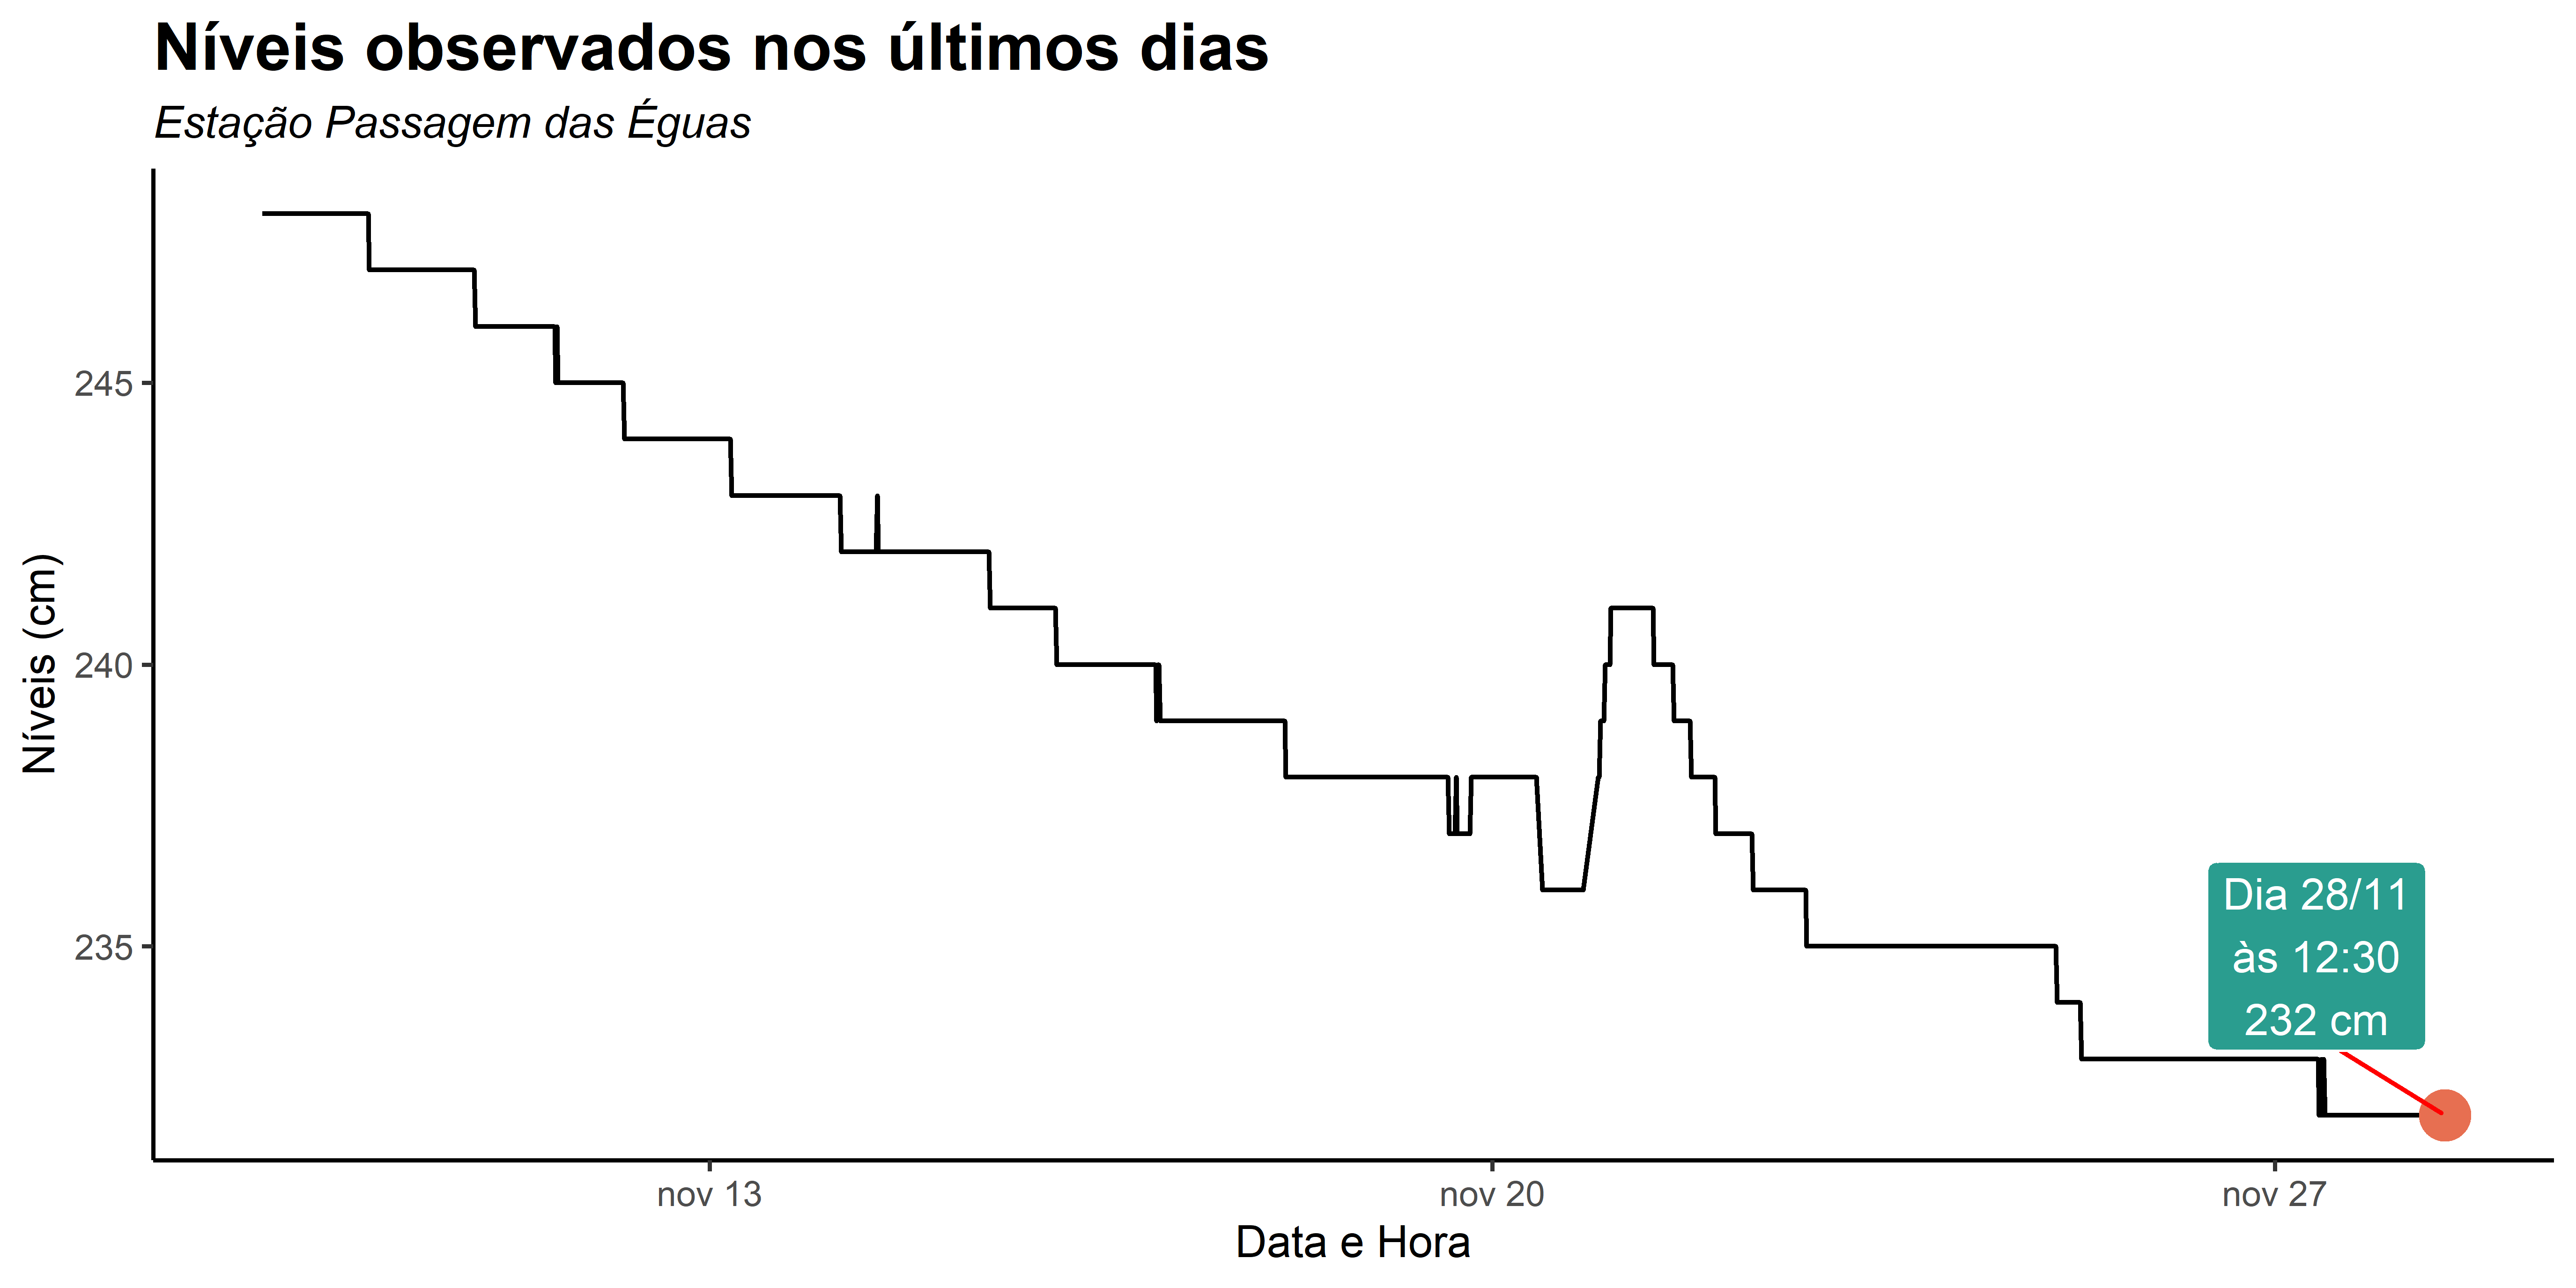 Níveis observados nos últimos dias
Estação Passagem das Éguas
Níveis (cm)
245
240
235
Dia 28/11
às 12:30
232 cm
nov 13
nov 20
nov 27
Data e Hora